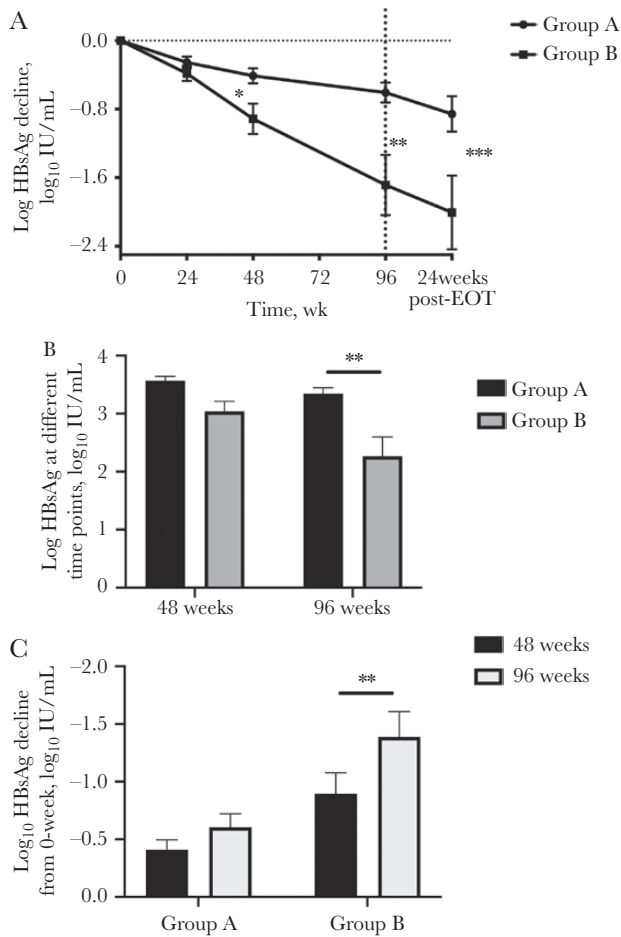 A
Log HBsAg decline,
log10 IU/mL
0.0
−0.8
−1.6
−2.4
*
**
***
0 24 48 72 96 24weeks
post-EOT
Time, wk
Group A
Group B
B
Log HBsAg at different
time points, log10 IU/mL
4
3
2
1
0
**
48 weeks 96 weeks
Group A
Group B
C
Log10 HBsAg decline
from 0-week, log10 IU/mL
−2.0
−1.5
−1.0
−0.5
0.0
**
Group A Group B
48 weeks
96 weeks